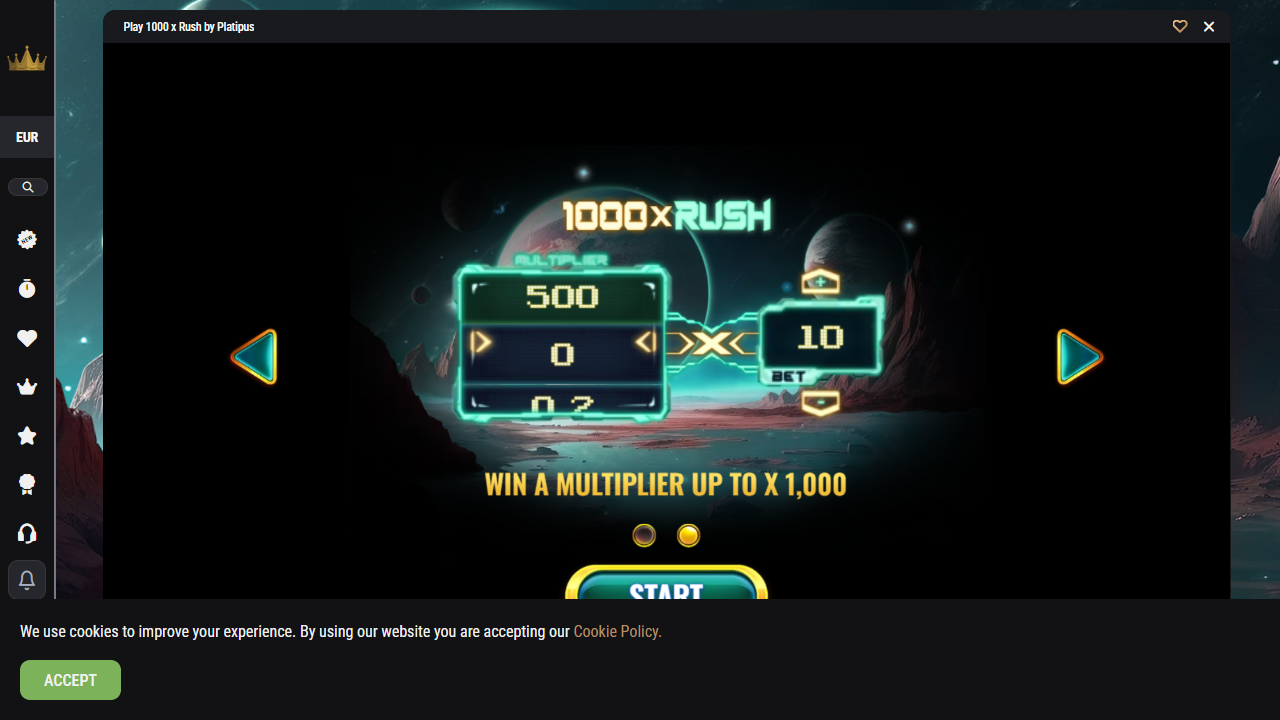 Play 1000 x Rush by Platipus
EUR
NEW
1000xRUSH
MULTIPLIER
500
0
0.2
X
10
BET
WIN A MULTIPLIER UP TO X 1,000
START
We use cookies to improve your experience. By using our website you are accepting our Cookie Policy.
ACCEPT